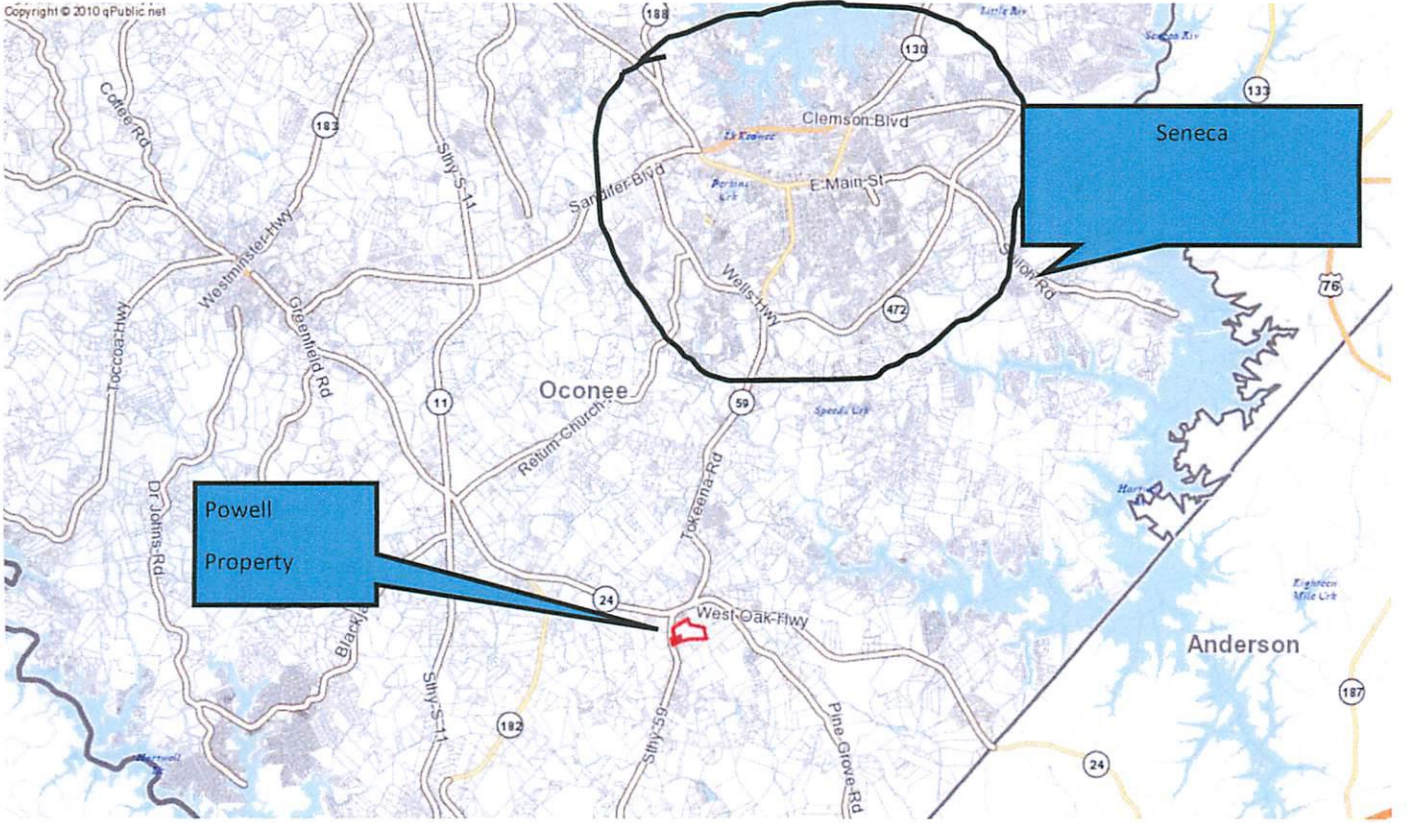 Copyright © 2010 qPublic.net
188
Little Riv
130
133
Coffee Rd
183
Clemson Blvd
Seneca
Sthy-S-11
E Main St
Sandifer-Blvd
Perkins
Crk
Westminster-Hwy
Wells-Hwy
76
Toccoa-Hwy
Greenfield Rd
472
Oconee
11
59
Speeds Crk
Return-Church-
Dr Johns-Rd
Tokeena-Rd
Powell
Property
24
West-Oak-Hwy
Eighteen
Mile Crk
Anderson
Sthy-S-11
182
Sthy-59
Pine-Grove-Rd
187
Hartwell
24